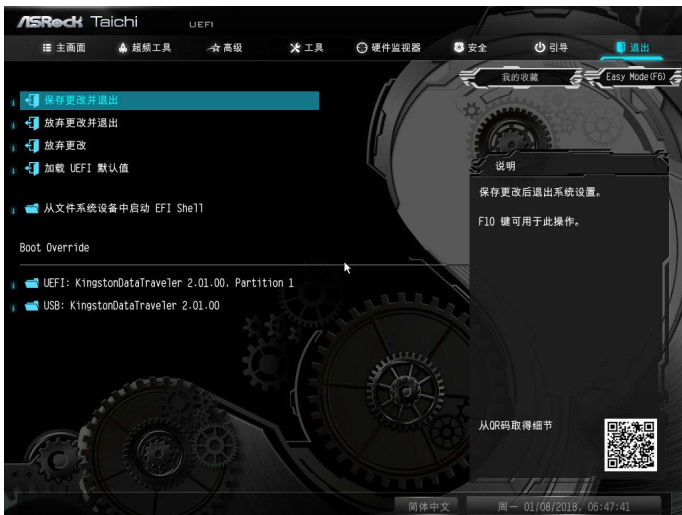 ASRock Taichi UEFI
主画面 超频工具 高级 工具 硬件监视器 安全 引导 退出
我的收藏 Easy Mode(F6)
保存更改并退出
放弃更改并退出
放弃更改
加载 UEFI 默认值
从文件系统设备中启动 EFI Shell
Boot Override
UEFI: KingstonDataTraveler 2.01.00, Partition 1
USB: KingstonDataTraveler 2.01.00
说明
保存更改后退出系统设置。
F10 键可用于此操作。
从QR码取得细节
简体中文 周一 01/08/2018, 06:47:41